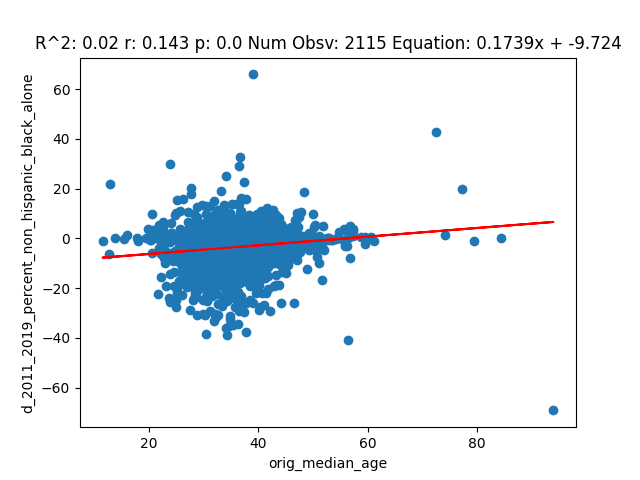 R^2: 0.02 r: 0.143 p: 0.0 Num Obsv: 2115 Equation: 0.1739x + -9.724
d_2011_2019_percent_non_hispanic_black_alone
60
40
20
0
−20
−40
−60
20 40 60 80
orig_median_age